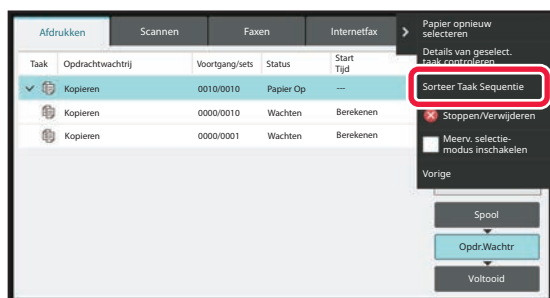 Afdrukken Scannen Faxen Internetfax
Taak Opdrachtwachtrij Voortgang/sets Status Start Tijd
Kopieren 0010/0010 Papier Op ---
Kopieren 0000/0010 Wachten Berekenen
Kopieren 0000/0001 Wachten Berekenen
Papier opnieuw
selecteren
Details van geselect.
taak controleren
Sorteer Taak Sequentie
Stoppen/Verwijderen
Meerv. selectie-
modus inschakelen
Vorige
Spool
Opdr.Wachtr
Voltooid